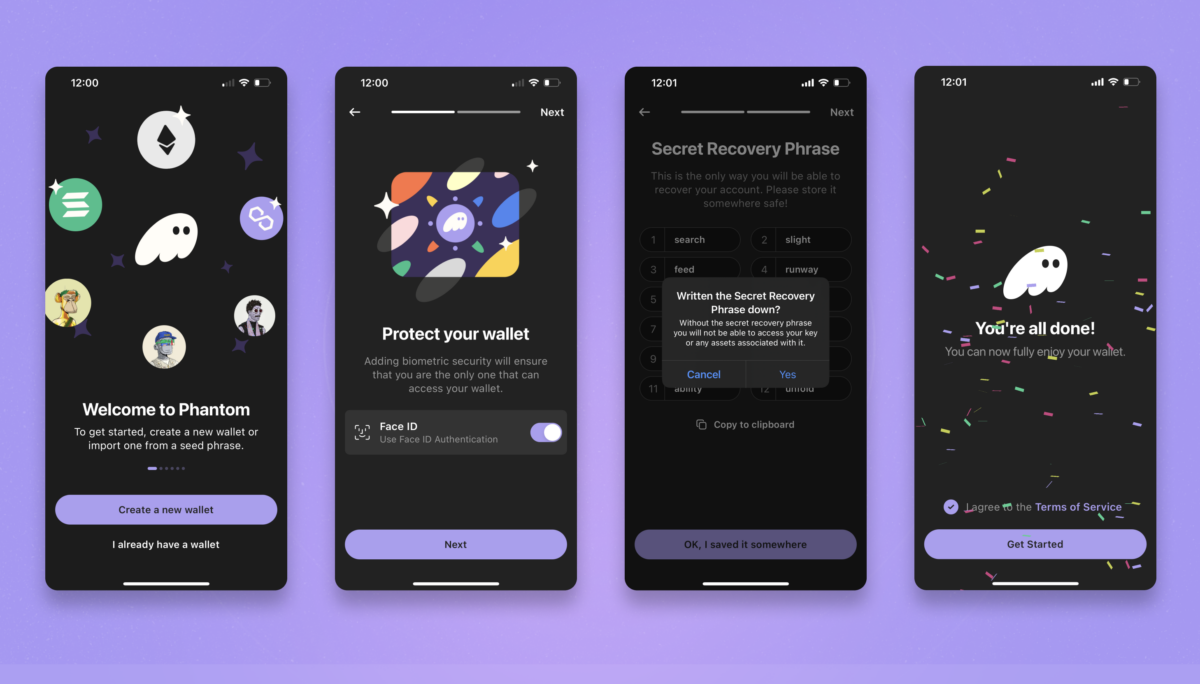 12:00
Welcome to Phantom
To get started, create a new wallet or
import one from a seed phrase.
Create a new wallet
I already have a wallet
12:00
Next
Protect your wallet
Adding biometric security will ensure
that you are the only one that can
access your wallet.
Face ID
Use Face ID Authentication
Next
12:01
Next
Secret Recovery Phrase
This is the only way you will be able to
recover your account. Please store it
somewhere safe!
1 search 2 slight
3 feed 4 runway
5
7
9
11 ability 12 unfold
Written the Secret Recovery
Phrase down?
Without the secret recovery phrase
you will not be able to access your key
or any assets associated with it.
Cancel Yes
Copy to clipboard
OK, I saved it somewhere
12:01
You're all done!
You can now fully enjoy your wallet.
I agree to the Terms of Service
Get Started